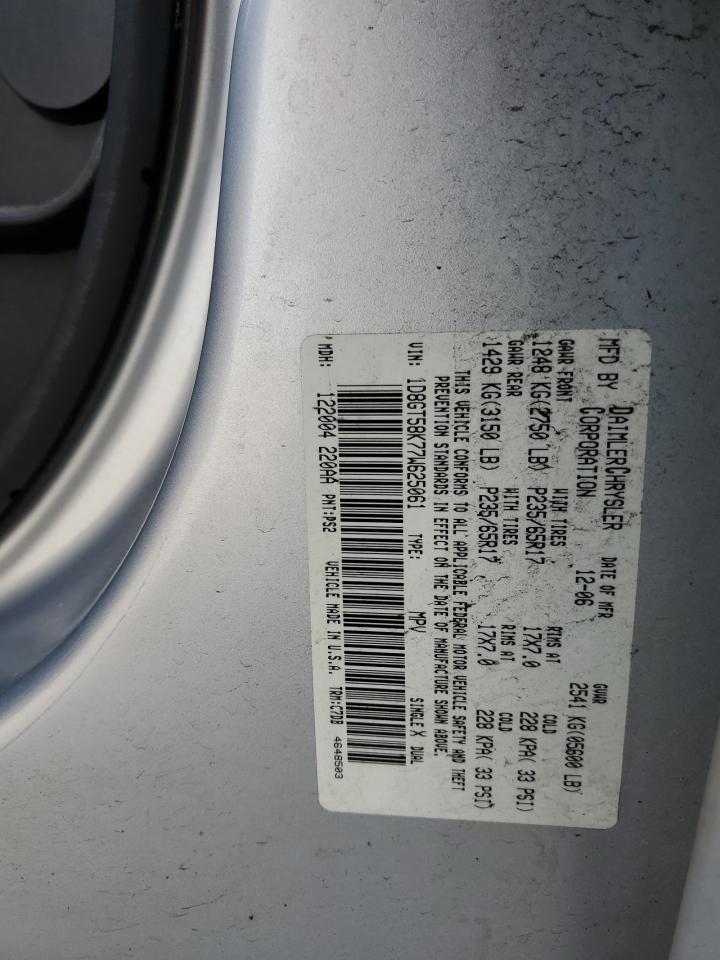 MFD BY DAIMLERCHRYSLER CORPORATION DATE OF MFR 12-06 GVWR 2541 KG(05600 LB)
GAWR FRONT WITH TIRES RIMS AT COLD
1248 KG(2750 LB) P235/65R17 17X7.0 228 KPA( 33 PSI)
GAWR REAR WITH TIRES RIMS AT COLD
1429 KG(3150 LB) P235/65R17 17X7.0 228 KPA( 33 PSI)
THIS VEHICLE CONFORMS TO ALL APPLICABLE FEDERAL MOTOR VEHICLE SAFETY AND THEFT
PREVENTION STANDARDS IN EFFECT ON THE DATE OF MANUFACTURE SHOWN ABOVE.
VIN: 1D8GT58K77W625061 TYPE: MPV SINGLE X DUAL
MDH: 122004 220AA PNT:PS2 VEHICLE MADE IN U.S.A. TRM:C7DB 4648503